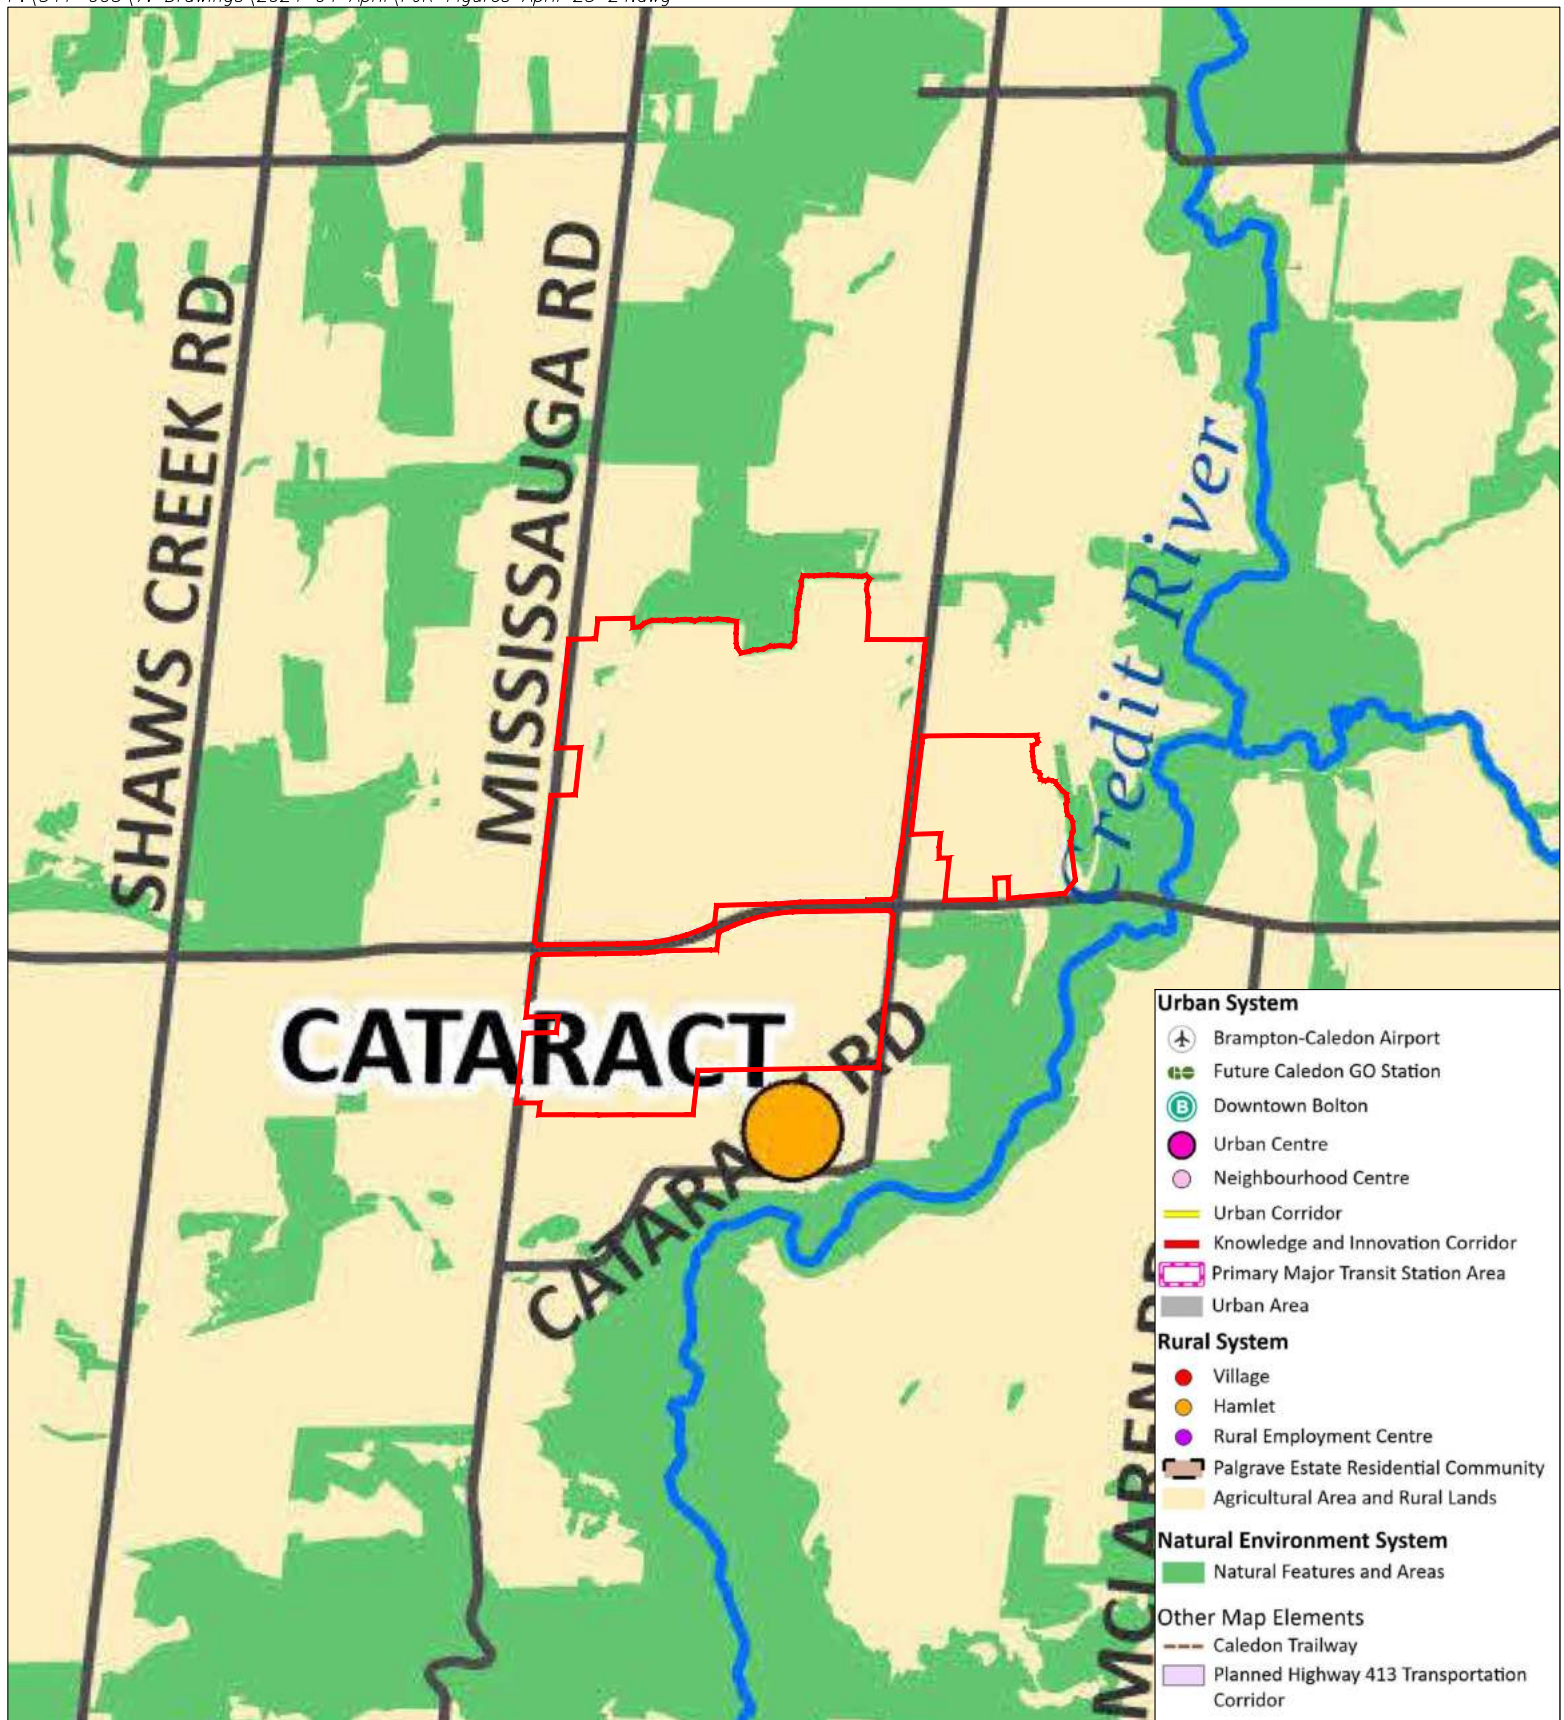 SHAWS CREEK RD
MISSISSAUGA RD
Credit River
CATARACT
CATARA RD
MCLAREN
Urban System
Brampton-Caledon Airport
Future Caledon GO Station
B Downtown Bolton
Urban Centre
Neighbourhood Centre
Urban Corridor
Knowledge and Innovation Corridor
Primary Major Transit Station Area
Urban Area
Rural System
Village
Hamlet
Rural Employment Centre
Palgrave Estate Residential Community
Agricultural Area and Rural Lands
Natural Environment System
Natural Features and Areas
Other Map Elements
Caledon Trailway
Planned Highway 413 Transportation
Corridor